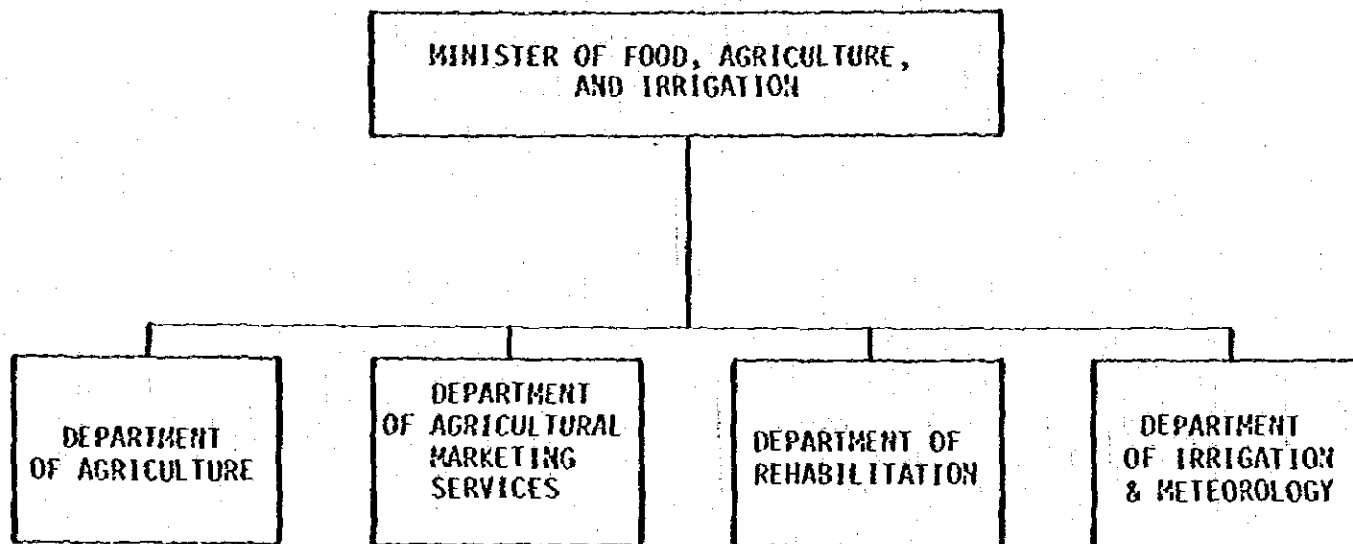 MINISTER OF FOOD, AGRICULTURE,
AND IRRIGATION
DEPARTMENT
OF AGRICULTURE
DEPARTMENT
OF AGRICULTURAL
MARKETING
SERVICES
DEPARTMENT OF
REHABILITATION
DEPARTMENT
OF IRRIGATION
& METEOROLOGY